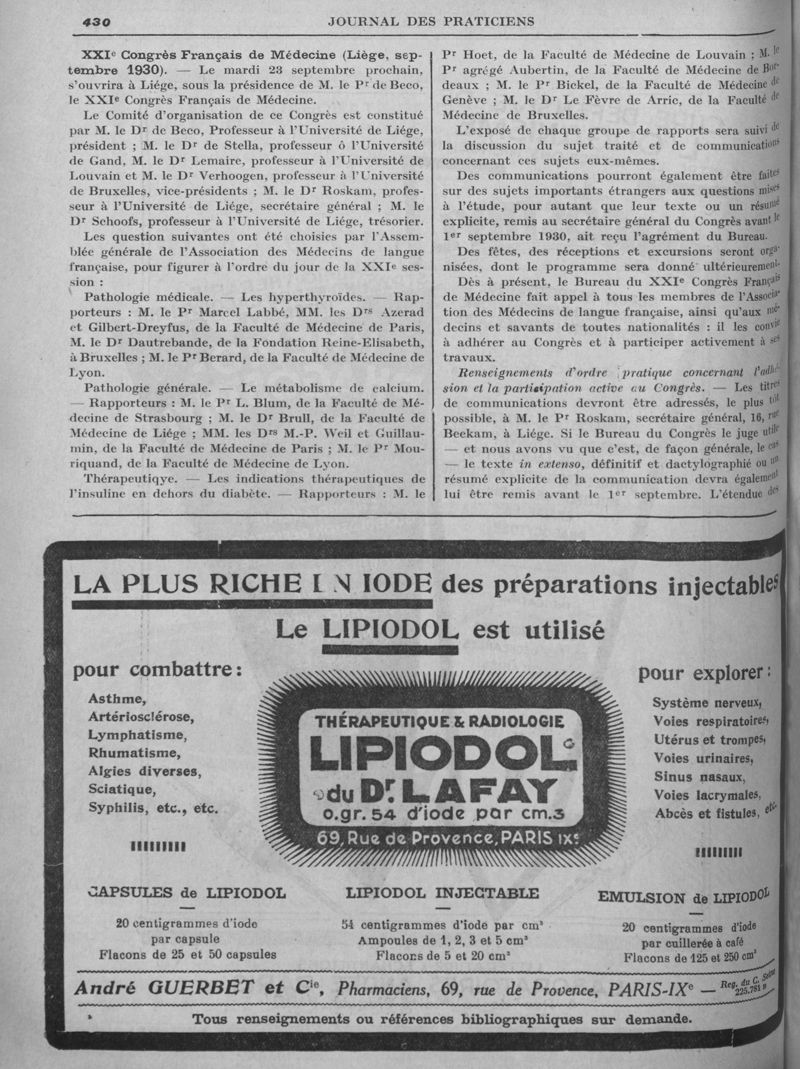 430
JOURNAL DES PRATICIENS
XXIe Congrès Français de Médecine (Liège, sep-
tembre 1930). — Le mardi 23 septembre prochain,
s'ouvrira à Liége, sous la présidence de M. le Pr de Beco,
le XXIe Congrès Français de Médecine.
Le Comité d'organisation de ce Congrès est constitué
par M. le Dr de Beco, Professeur à l'Université de Liége,
président ; M. le Dr de Stella, professeur ô l'Université
de Gand, M. le Dr Lemaire, professeur à l'Université de
Louvain et M. le Dr Verhoogen, professeur à l'Université
de Bruxelles, vice-présidents ; M. le Dr Roskam, profes-
seur à l'Université de Liége, secrétaire général ; M. le
Dr Schoofs, professeur à l'Université de Liége, trésorier.
Les question suivantes ont été choisies par l'Assem-
blée générale de l'Association des Médecins de langue
française, pour figurer à l'ordre du jour de la XXIe ses-
sion :
Pathologie médicale. — Les hyperthyroïdes. — Rap-
porteurs : M. le Pr Marcel Labbé, MM. les Drs Azerad
et Gilbert-Dreyfus, de la Faculté de Médecine de Paris,
M. le Dr Dautrebande, de la Fondation Reine-Elisabeth,
à Bruxelles ; M. le Pr Berard, de la Faculté de Médecine de
Lyon.
Pathologie générale. — Le métabolisme de calcium.
— Rapporteurs : M. le Pr L. Blum, de la Faculté de Mé-
decine de Strasbourg ; M. le Dr Brull, de la Faculté de
Médecine de Liége ; MM. les Drs M.-P. Weil et Guillau-
min, de la Faculté de Médecine de Paris ; M. le Pr Mou-
riquand, de la Faculté de Médecine de Lyon.
Thérapeutiqye. — Les indications thérapeutiques de
l'insuline en dehors du diabète. — Rapporteurs : M. le
Pr Hoet, de la Faculté de Médecine de Louvain ; M. le
Pr agrégé Aubertin, de la Faculté de Médecine de Bor-
deaux ; M. le Pr Bickel, de la Faculté de Médecine de
Genève ; M. le Dr Le Fèvre de Arric, de la Faculté de
Médecine de Bruxelles.
L'exposé de chaque groupe de rapports sera suivi de
la discussion du sujet traité et de communications
concernant ces sujets eux-mêmes.
Des communications pourront également être faites
sur des sujets importants étrangers aux questions mises
à l'étude, pour autant que leur texte ou un résumé
explicite, remis au secrétaire général du Congrès avant le
1er septembre 1930, ait reçu l'agrément du Bureau.
Des fêtes, des réceptions et excursions seront orga-
nisées, dont le programme sera donné ultérieurement.
Dès à présent, le Bureau du XXIe Congrès Français
de Médecine fait appel à tous les membres de l'Associa-
tion des Médecins de langue française, ainsi qu'aux mé-
decins et savants de toutes nationalités : il les convie
à adhérer au Congrès et à participer activement à ses
travaux.
Renseignements d'ordre pratique concernant l'adhé-
sion et la participation active au Congrès. — Les titres
de communications devront être adressés, le plus tôt
possible, à M. le Pr Roskam, secrétaire général, 16, rue
Beekam, à Liége. Si le Bureau du Congrès le juge utile
— et nous avons vu que c'est, de façon générale, le cas
— le texte in extenso, définitif et dactylographié ou un
résumé explicite de la communication devra également
lui être remis avant le 1er septembre. L'étendue des
LA PLUS RICHE EN IODE des préparations injectables
Le LIPIODOL est utilisé
pour combattre :
Asthme,
Artériosclérose,
Lymphatisme,
Rhumatisme,
Algies diverses,
Sciatique,
Syphilis, etc., etc.
THÉRAPEUTIQUE & RADIOLOGIE
LIPIODOL
du Dr. LAFAY
0.gr. 54 d'iode par cm.3
69, Rue de Provence, PARIS IXe
pour explorer :
Système nerveux,
Voies respiratoires,
Utérus et trompes,
Voies urinaires,
Sinus nasaux,
Voies lacrymales,
Abcès et fistules, etc.
CAPSULES de LIPIODOL
20 centigrammes d'iode
par capsule
Flacons de 25 et 50 capsules
LIPIODOL INJECTABLE
54 centigrammes d'iode par cm3
Ampoules de 1, 2, 3 et 5 cm3
Flacons de 5 et 20 cm3
EMULSION de LIPIODOL
20 centigrammes d'iode
par cuillerée à café
Flacons de 125 et 250 cm3
André GUERBET et Cie, Pharmaciens, 69, rue de Provence, PARIS-IXe — Reg. du C. Seine
Tous renseignements ou références bibliographiques sur demande.